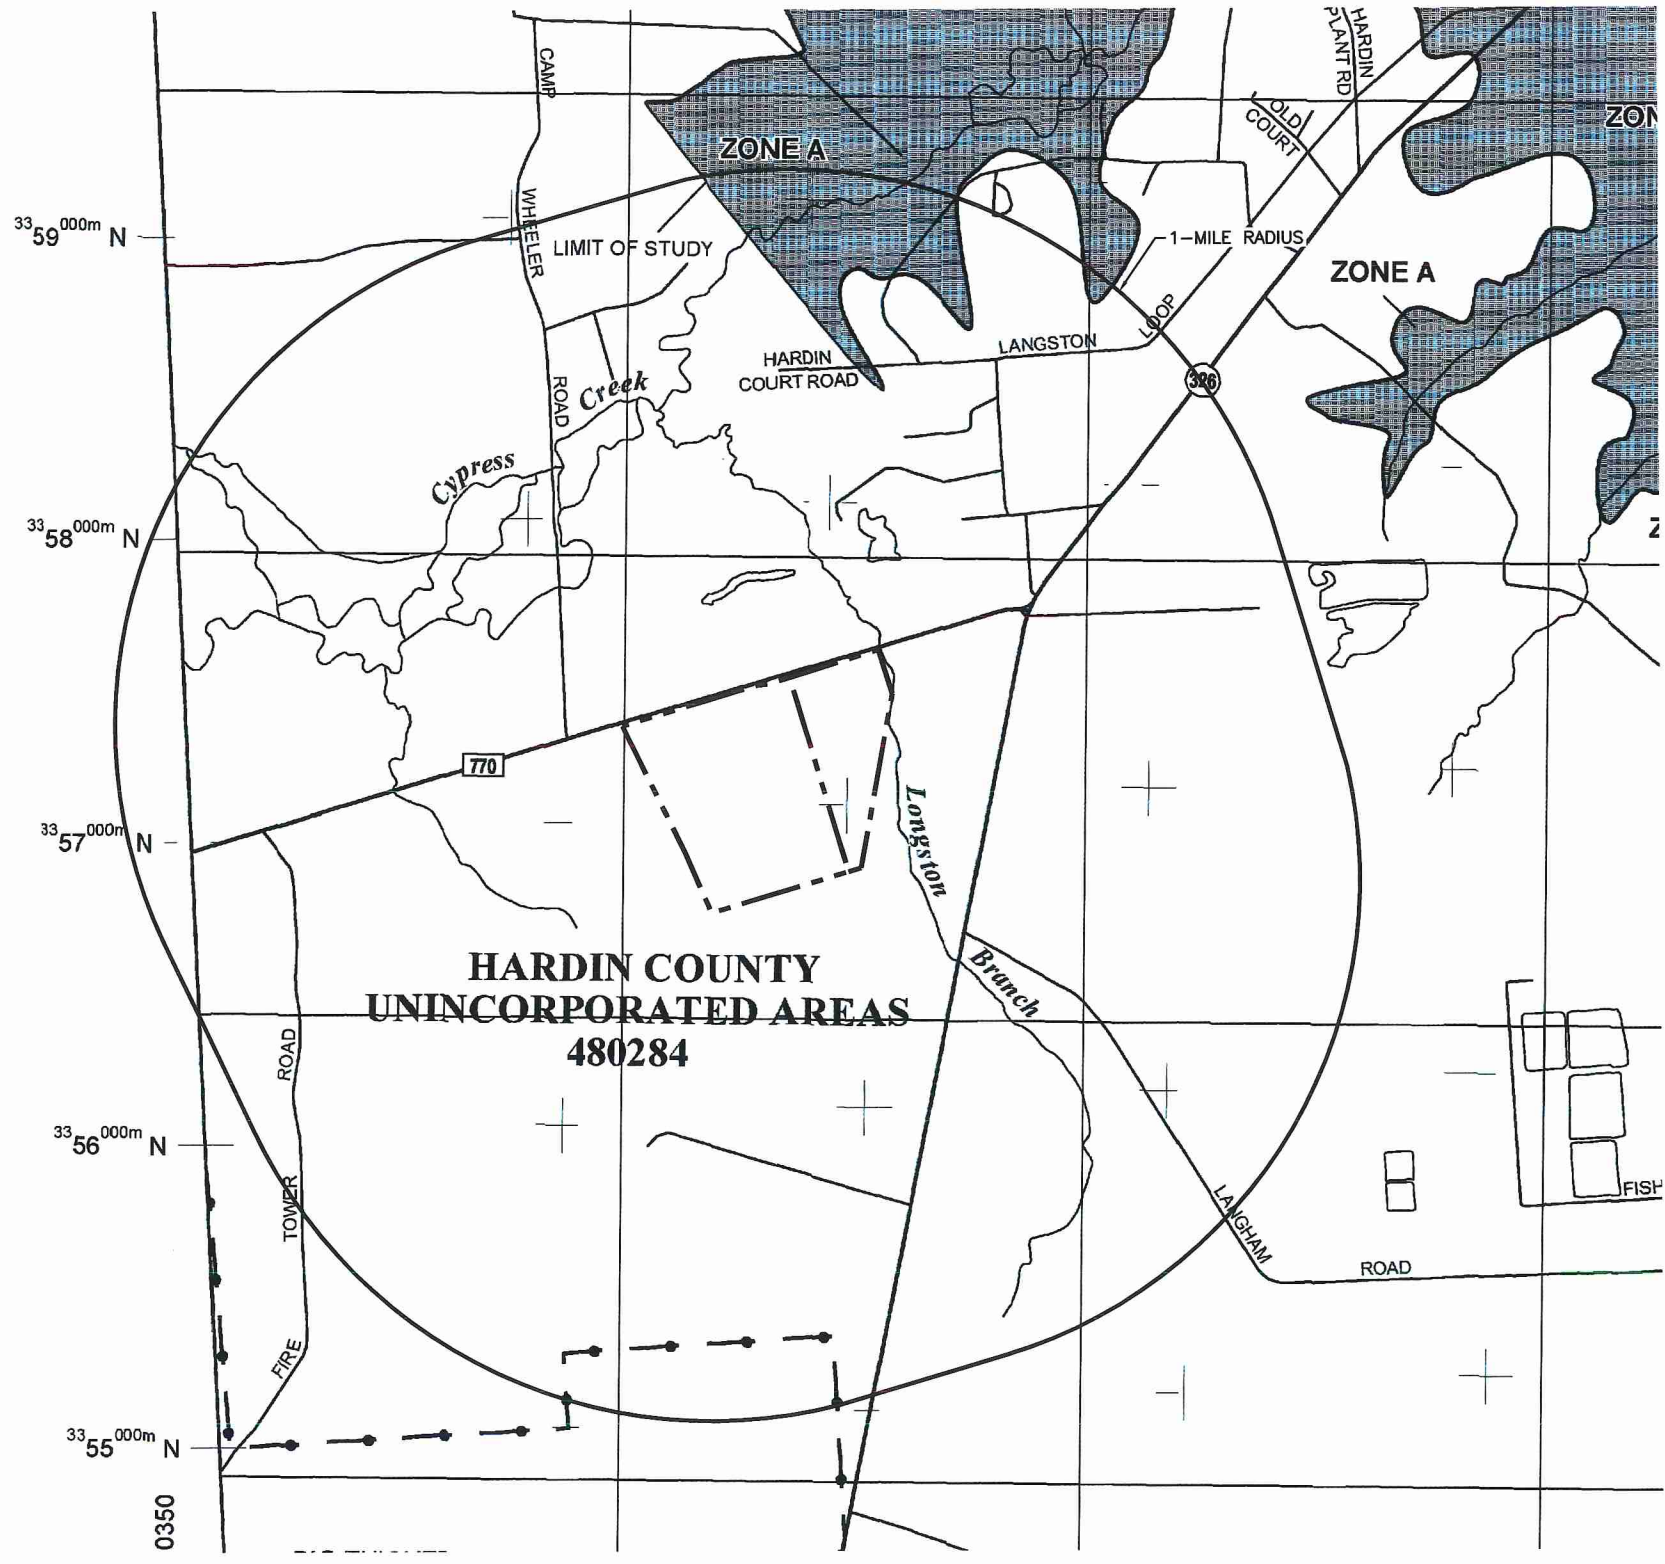 CAMP
HARDIN
PLANT RD
OLD
COURT
ZONE A
WHEELER
3359000m N
LIMIT OF STUDY
1-MILE RADIUS
ZONE A
LOOP
LANGSTON
HARDIN
COURT ROAD
326
ROAD
Creek
Cypress
3358000m N
770
Longston
3357000m N
HARDIN COUNTY
UNINCORPORATED AREAS
480284
Branch
ROAD
3356000m N
TOWER
LANGHAM
ROAD
FISH
FIRE
3355000m N
0350